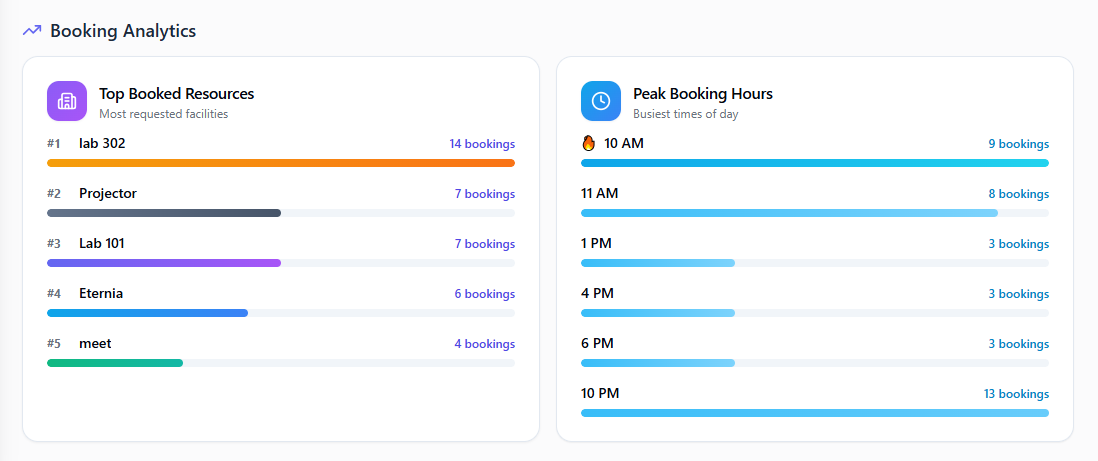 Booking Analytics
Top Booked Resources
Most requested facilities
#1 lab 302 14 bookings
#2 Projector 7 bookings
#3 Lab 101 7 bookings
#4 Eternia 6 bookings
#5 meet 4 bookings
Peak Booking Hours
Busiest times of day
10 AM 9 bookings
11 AM 8 bookings
1 PM 3 bookings
4 PM 3 bookings
6 PM 3 bookings
10 PM 13 bookings